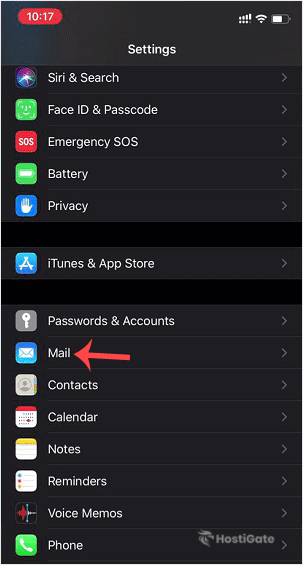 10:17
Settings
Siri & Search
Face ID & Passcode
SOS Emergency SOS
Battery
Privacy
iTunes & App Store
Passwords & Accounts
Mail
Contacts
Calendar
Notes
Reminders
Voice Memos
Phone
HostiGate